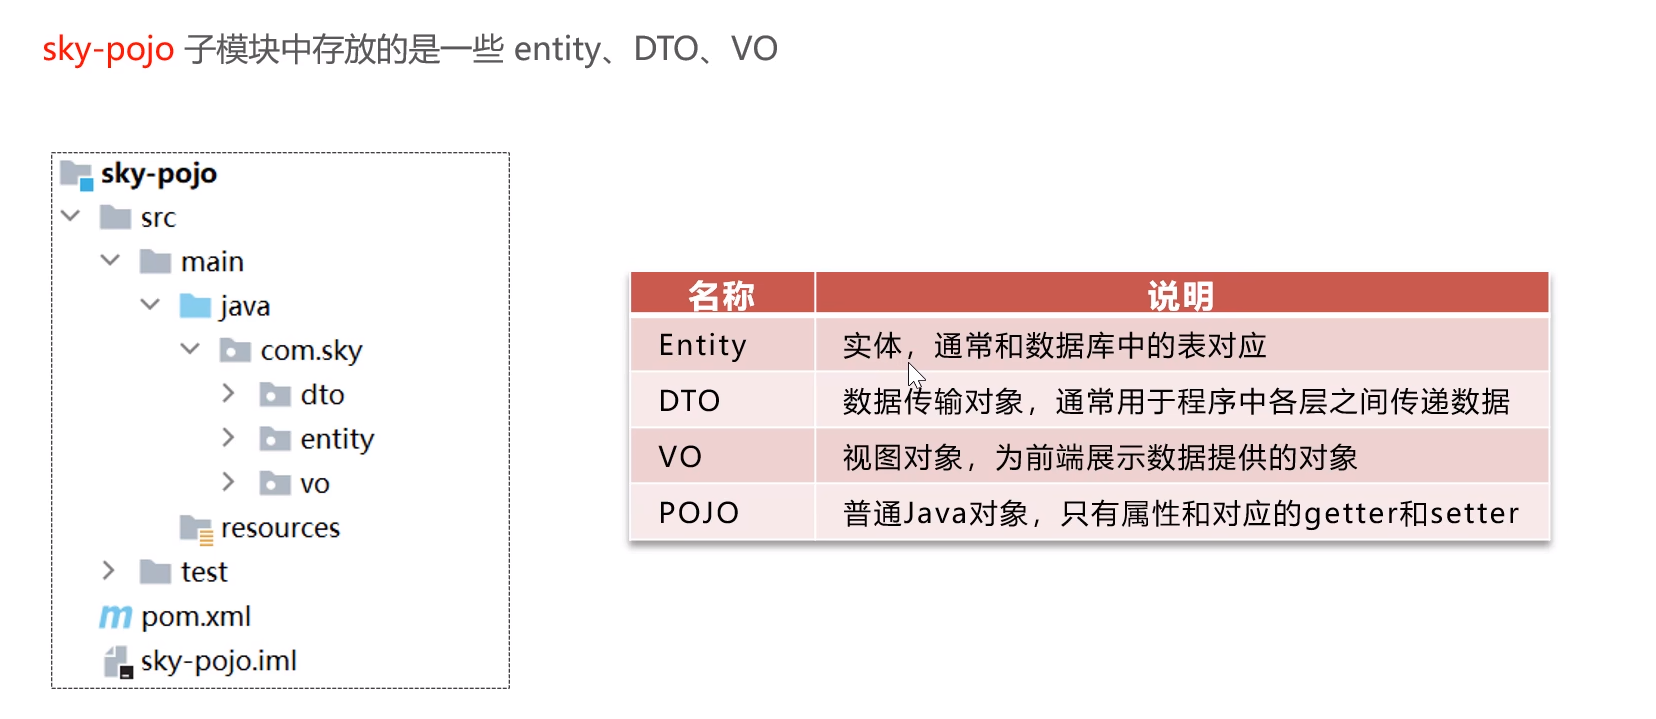 sky-pojo 子模块中存放的是一些 entity、DTO、VO
sky-pojo
src
main
java
com.sky
dto
entity
vo
resources
test
pom.xml
sky-pojo.iml
名称 说明
Entity 实体，通常和数据库中的表对应
DTO 数据传输对象，通常用于程序中各层之间传递数据
VO 视图对象，为前端展示数据提供的对象
POJO 普通Java对象，只有属性和对应的getter和setter